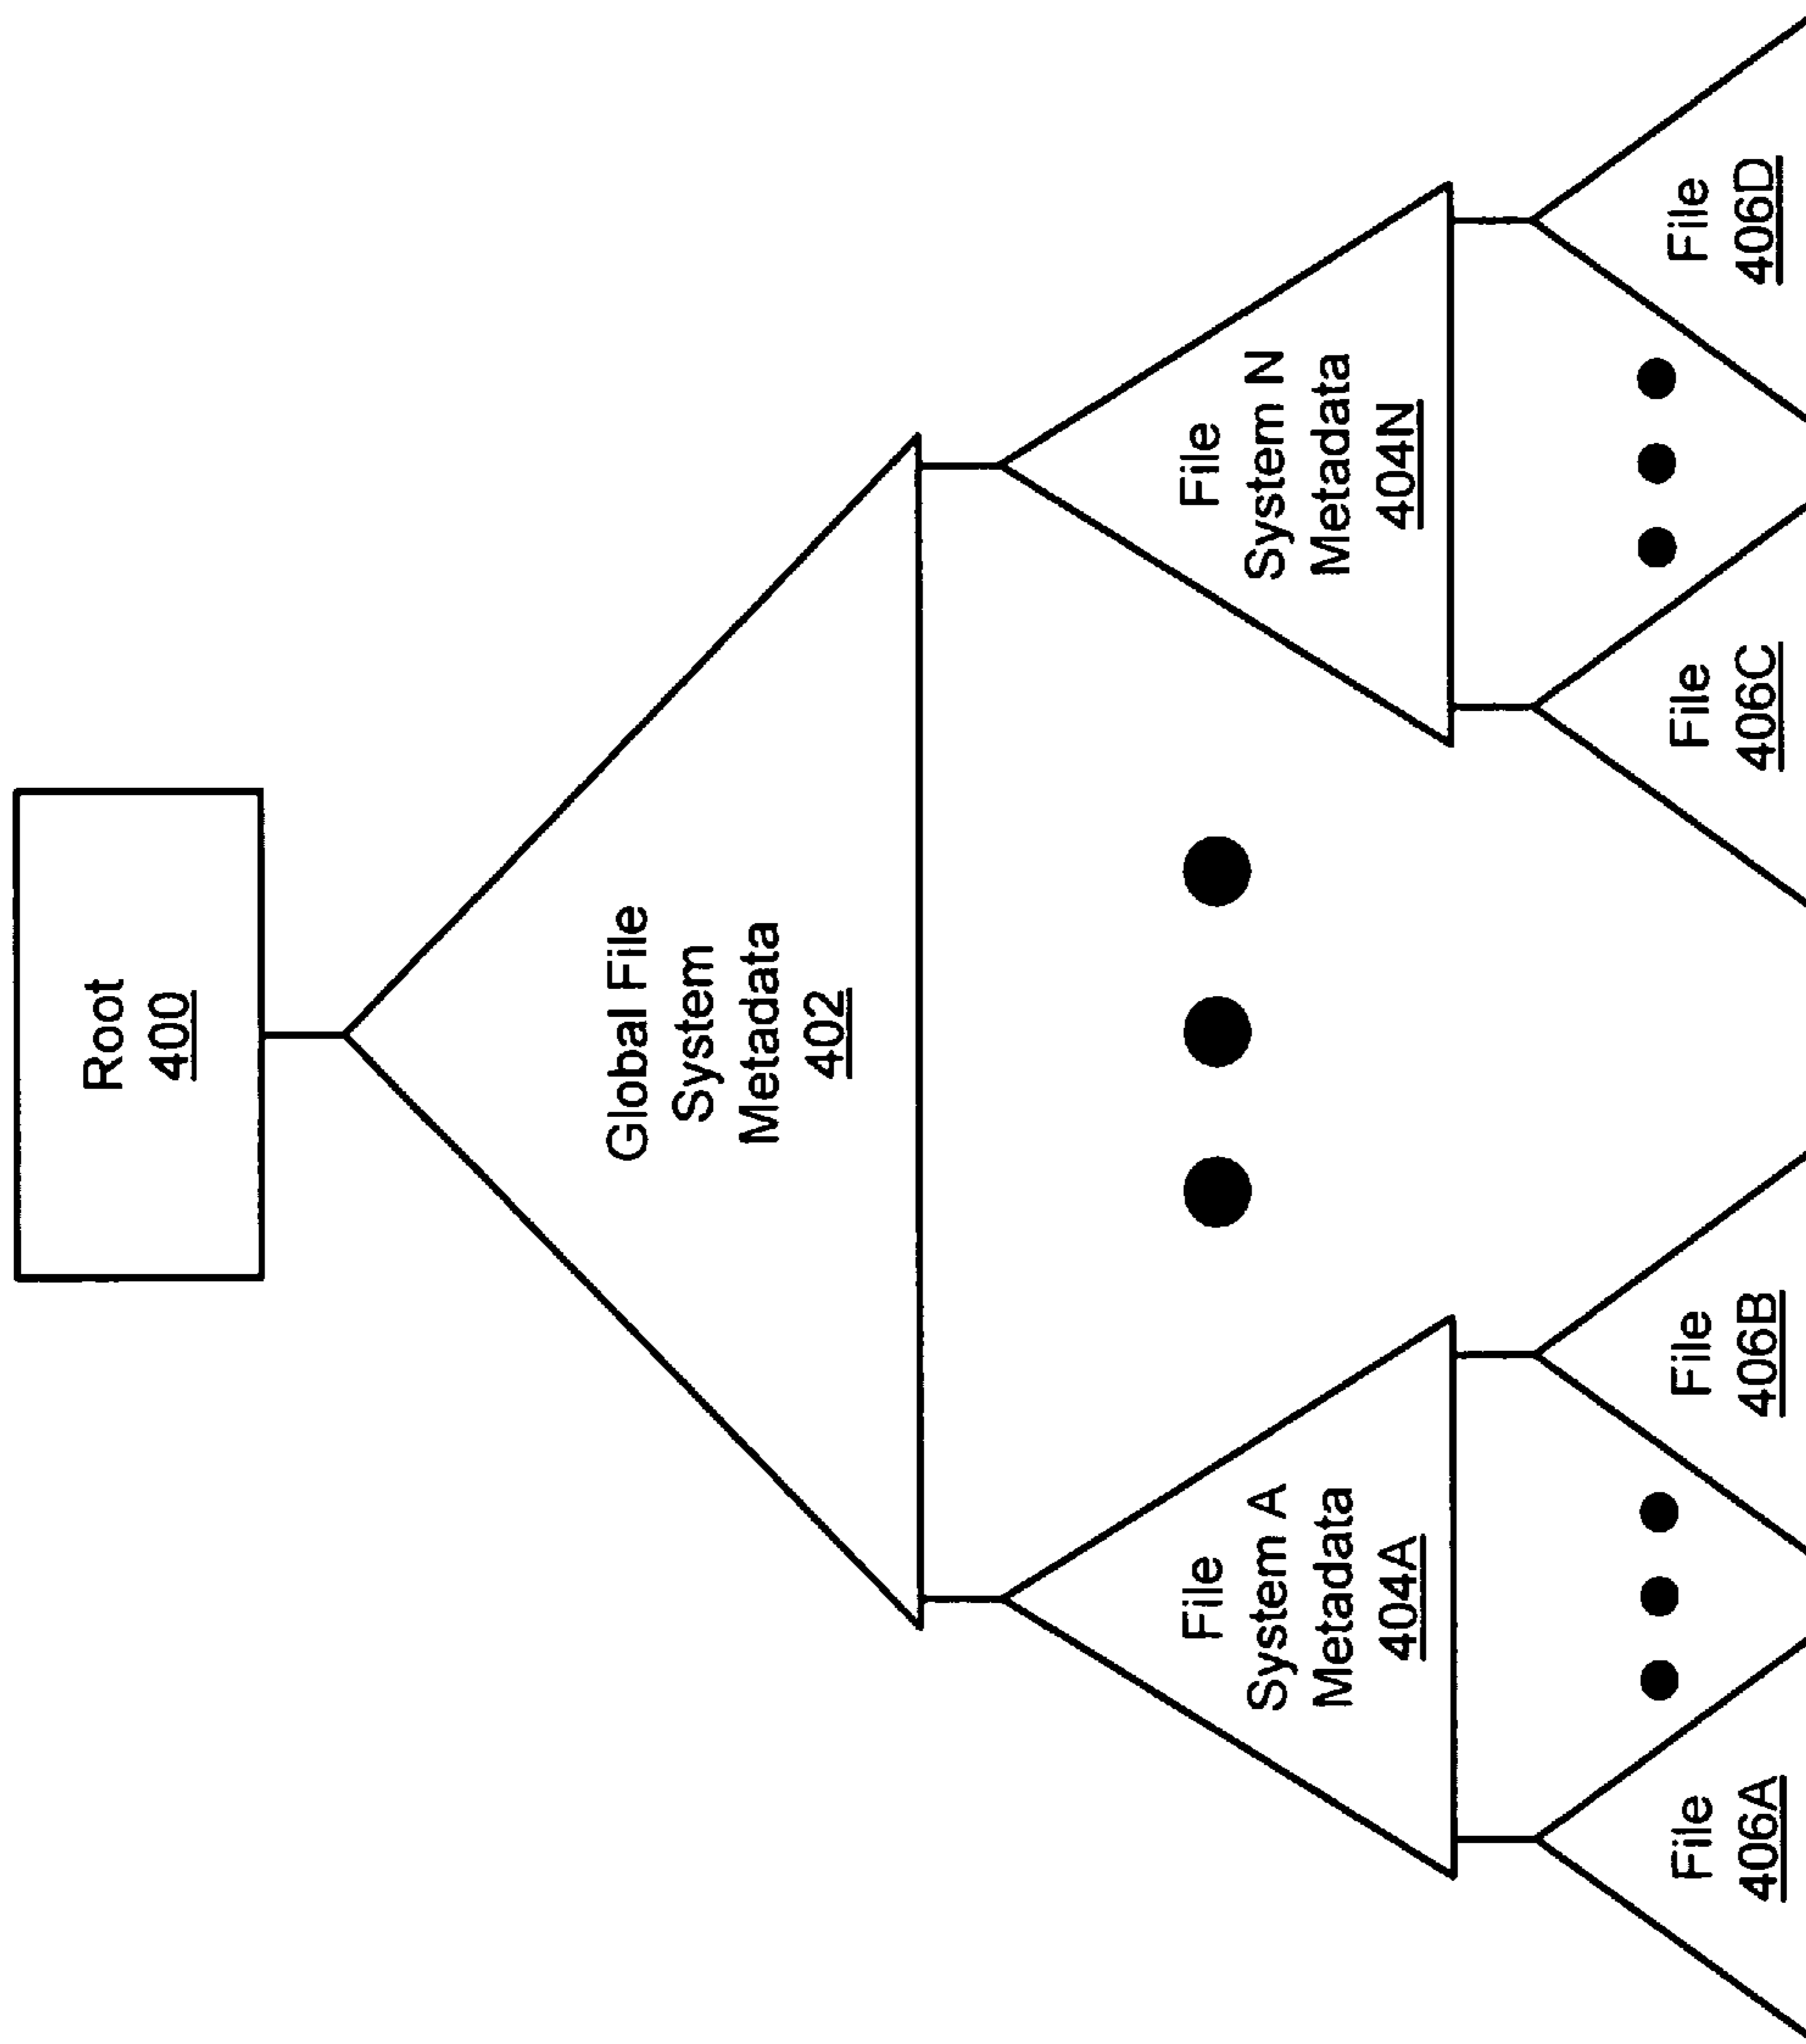 Root
400
Global File
System
Metadata
402
File
System A
Metadata
404A
File
System N
Metadata
404N
File
406A
File
406B
File
406C
File
406D